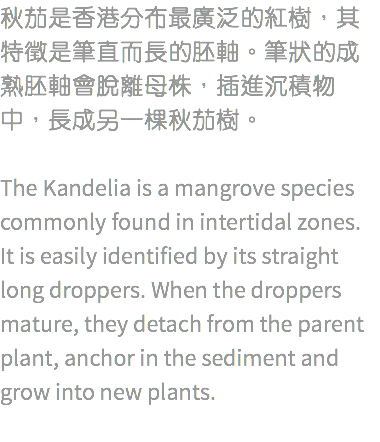 秋茄是香港分布最廣泛的紅樹，其
特徵是筆直而長的胚軸。筆狀的成
熟胚軸會脫離母株，插進沉積物
中，長成另一棵秋茄樹。
The Kandelia is a mangrove species
commonly found in intertidal zones.
It is easily identified by its straight
long droppers. When the droppers
mature, they detach from the parent
plant, anchor in the sediment and
grow into new plants.